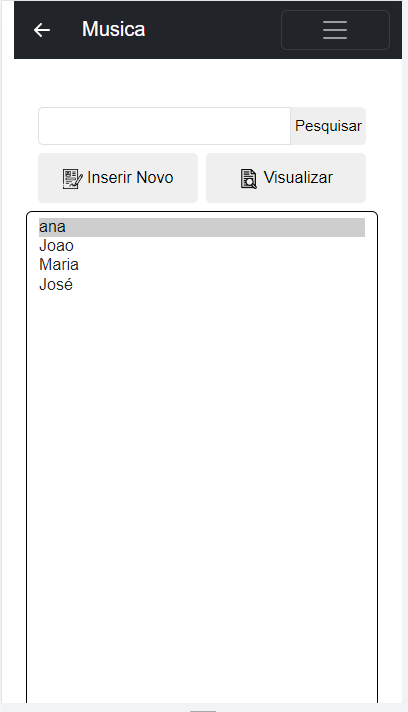 Musica
Pesquisar
Inserir Novo
Visualizar
ana
Joao
Maria
José